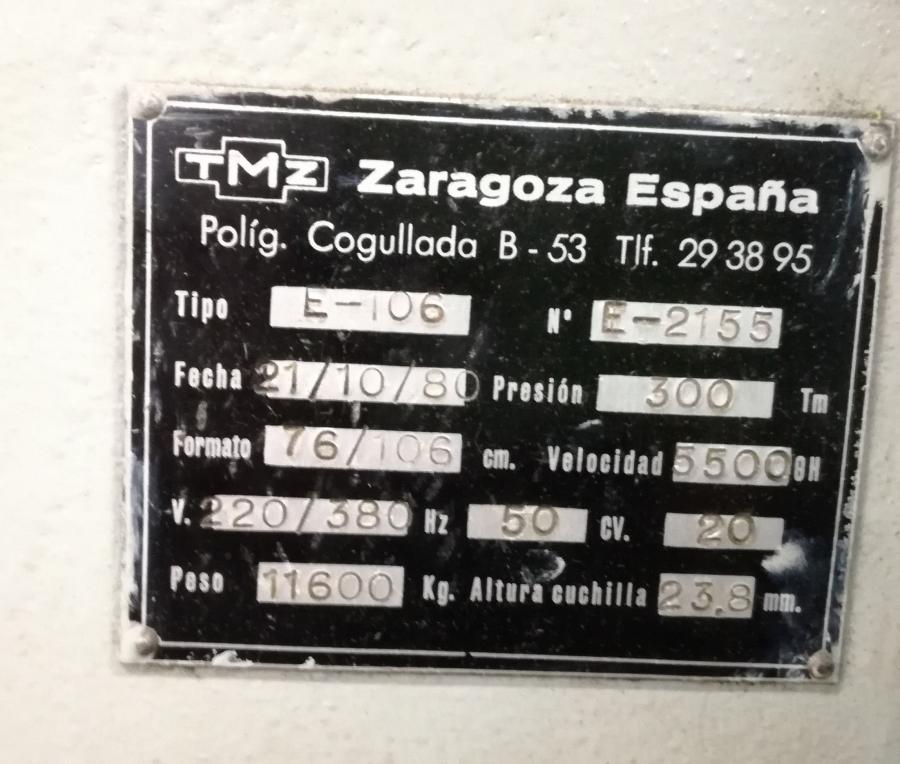 TMZ Zaragoza España
Políg. Cogullada B - 53 Tlf. 29 38 95
Tipo E-106 N° E-2155
Fecha 21/10/80 Presión 300 Tm
Formato 76/106 cm. Velocidad 5500 BH
V. 220/380 Hz 50 CV. 20
Peso 11600 Kg. Altura cuchilla 23,8 mm.